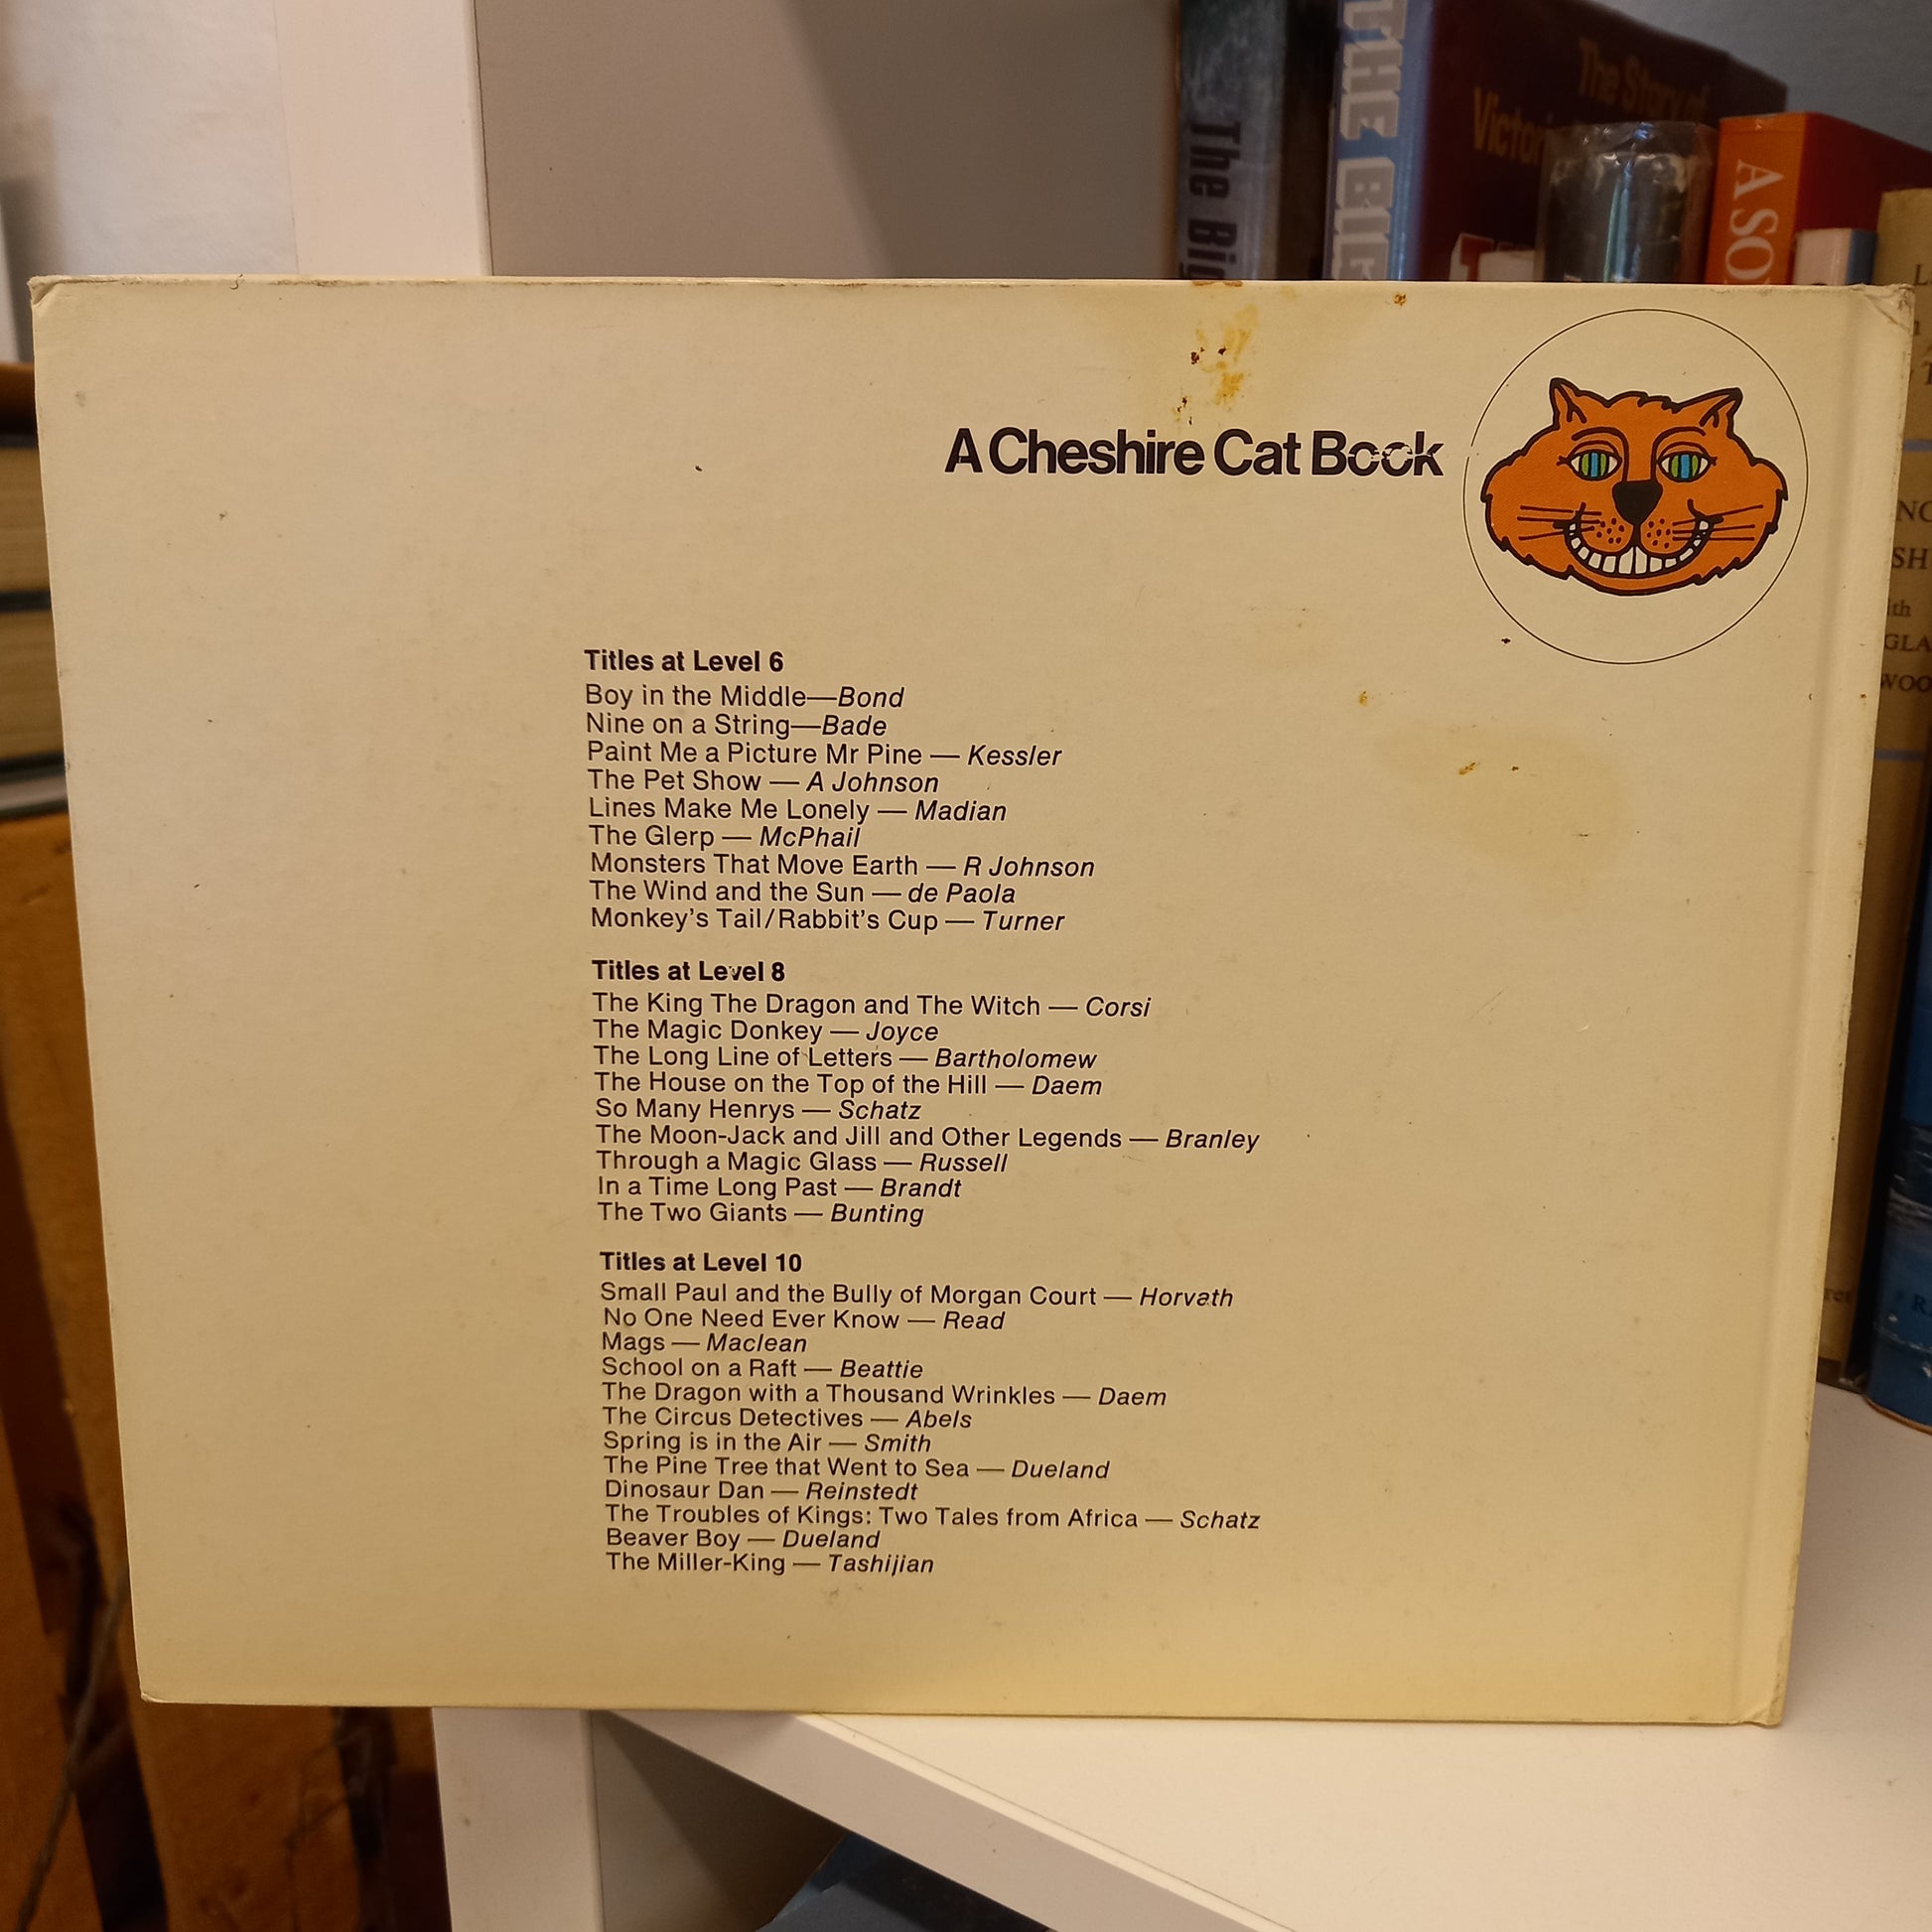 The Big
THE BIG
The Story of
Victor
A SO
A Cheshire Cat Book
Titles at Level 6
Boy in the Middle—Bond
Nine on a String—Bade
Paint Me a Picture Mr Pine — Kessler
The Pet Show — A Johnson
Lines Make Me Lonely — Madian
The Glerp — McPhail
Monsters That Move Earth — R Johnson
The Wind and the Sun — de Paola
Monkey's Tail/Rabbit's Cup — Turner
Titles at Level 8
The King The Dragon and The Witch — Corsi
The Magic Donkey — Joyce
The Long Line of Letters — Bartholomew
The House on the Top of the Hill — Daem
So Many Henrys — Schatz
The Moon-Jack and Jill and Other Legends — Branley
Through a Magic Glass — Russell
In a Time Long Past — Brandt
The Two Giants — Bunting
Titles at Level 10
Small Paul and the Bully of Morgan Court — Horvath
No One Need Ever Know — Read
Mags — Maclean
School on a Raft — Beattie
The Dragon with a Thousand Wrinkles — Daem
The Circus Detectives — Abels
Spring is in the Air — Smith
The Pine Tree that Went to Sea — Dueland
Dinosaur Dan — Reinstedt
The Troubles of Kings: Two Tales from Africa — Schatz
Beaver Boy — Dueland
The Miller-King — Tashijian